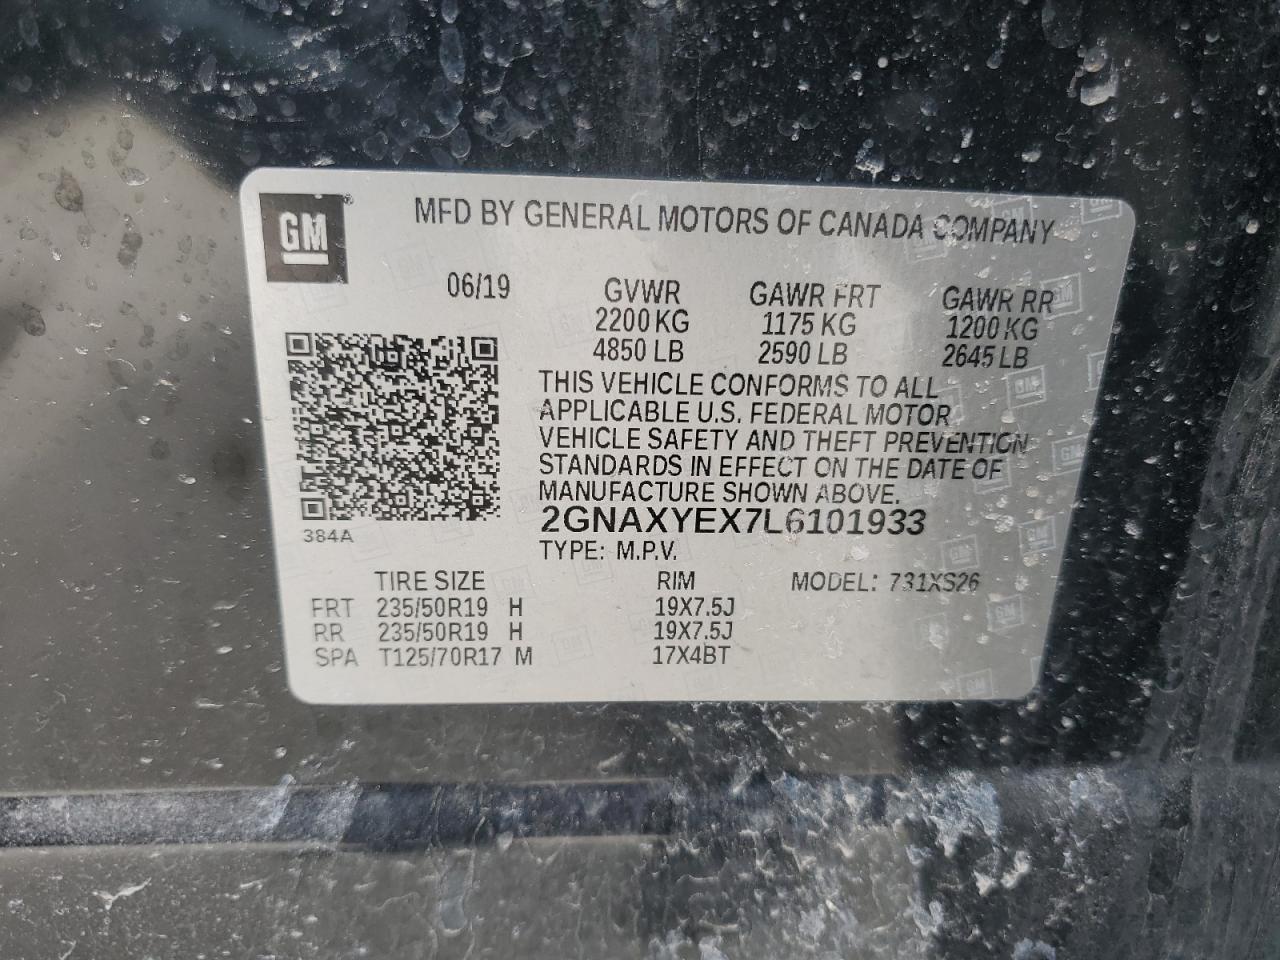 GM
MFD BY GENERAL MOTORS OF CANADA COMPANY
06/19 GVWR GAWR FRT GAWR RR
2200 KG 1175 KG 1200 KG
4850 LB 2590 LB 2645 LB
THIS VEHICLE CONFORMS TO ALL
APPLICABLE U.S. FEDERAL MOTOR
VEHICLE SAFETY AND THEFT PREVENTION
STANDARDS IN EFFECT ON THE DATE OF
MANUFACTURE SHOWN ABOVE.
2GNAXYEX7L6101933
384A
TYPE: M.P.V.
TIRE SIZE RIM MODEL: 731XS26
FRT 235/50R19 H 19X7.5J
RR 235/50R19 H 19X7.5J
SPA T125/70R17 M 17X4BT